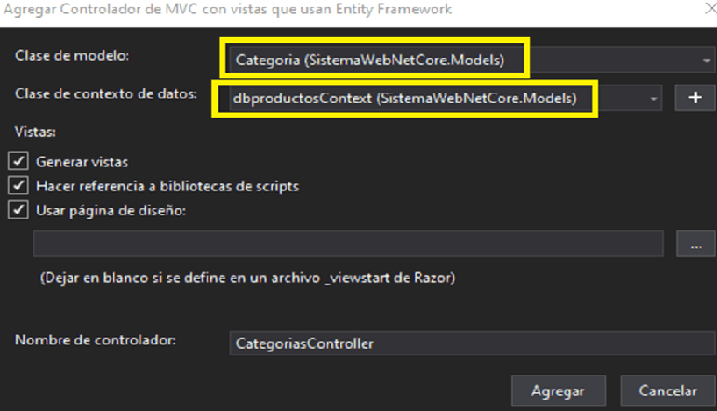 Agregar Controlador de MVC con vistas que usan Entity Framework
Clase de modelo: Categoria (SistemaWebNetCore.Models)
Clase de contexto de datos: dbproductosContext (SistemaWebNetCore.Models) +
Vistas:
Generar vistas
Hacer referencia a bibliotecas de scripts
Usar página de diseño:
...
(Dejar en blanco si se define en un archivo _viewstart de Razor)
Nombre de controlador: CategoriasController
Agregar Cancelar